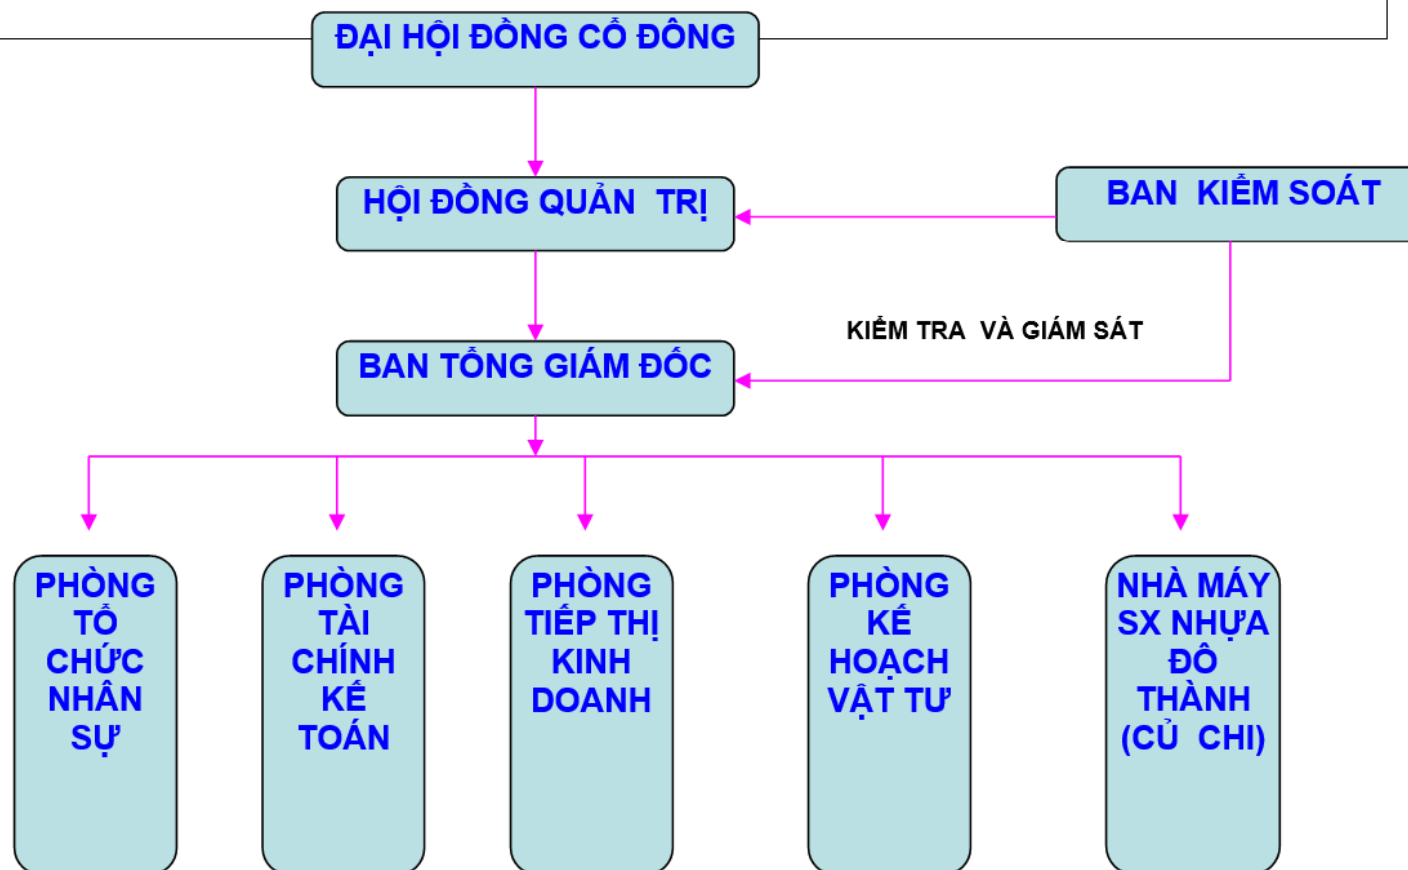 ĐẠI HỘI ĐỒNG CỔ ĐÔNG
HỘI ĐỒNG QUẢN TRỊ
BAN KIỂM SOÁT
KIỂM TRA VÀ GIÁM SÁT
BAN TỔNG GIÁM ĐỐC
PHÒNG
TỔ
CHỨC
NHÂN
SỰ
PHÒNG
TÀI
CHÍNH
KẾ
TOÁN
PHÒNG
TIẾP THỊ
KINH
DOANH
PHÒNG
KẾ
HOẠCH
VẬT TƯ
NHÀ MÁY
SX NHỰA
ĐÔ
THÀNH
(CỦ CHI)